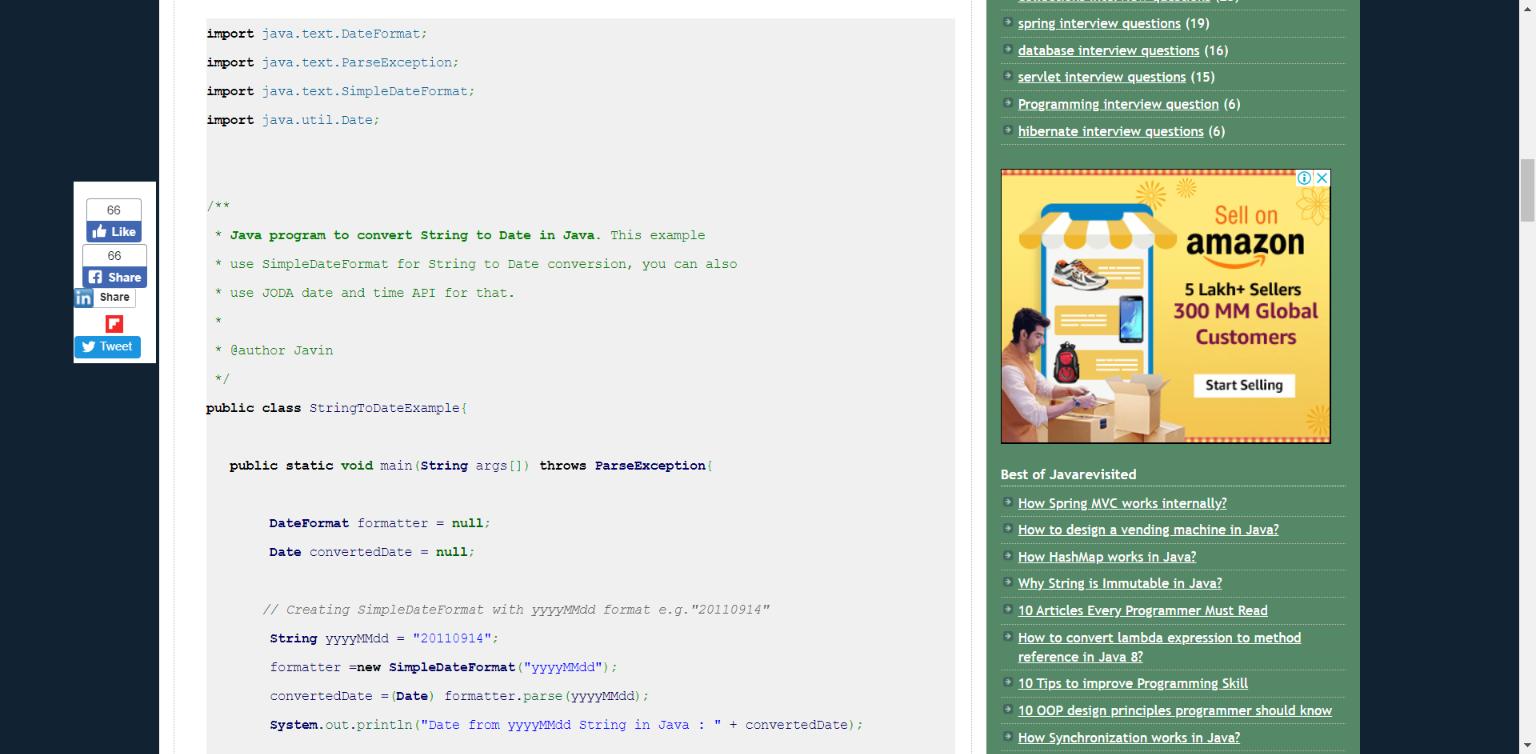 import java.text.DateFormat;
import java.text.ParseException;
import java.text.SimpleDateFormat;
import java.util.Date;
/**
* Java program to convert String to Date in Java. This example
* use SimpleDateFormat for String to Date conversion, you can also
* use JODA date and time API for that.
*
* @author Javin
*/
public class StringToDateExample{
public static void main(String args[]) throws ParseException{
DateFormat formatter = null;
Date convertedDate = null;
// Creating SimpleDateFormat with yyyyMMdd format e.g."20110914"
String yyyyMMdd = "20110914";
formatter =new SimpleDateFormat("yyyyMMdd");
convertedDate =(Date) formatter.parse(yyyyMMdd);
System.out.println("Date from yyyyMMdd String in Java : " + convertedDate);
66
Like
66
Share
in Share
Tweet
spring interview questions (19)
database interview questions (16)
servlet interview questions (15)
Programming interview question (6)
hibernate interview questions (6)
Sell on
amazon
5 Lakh+ Sellers
300 MM Global
Customers
Start Selling
Best of Javarevisited
How Spring MVC works internally?
How to design a vending machine in Java?
How HashMap works in Java?
Why String is Immutable in Java?
10 Articles Every Programmer Must Read
How to convert lambda expression to method
reference in Java 8?
10 Tips to improve Programming Skill
10 OOP design principles programmer should know
How Synchronization works in Java?